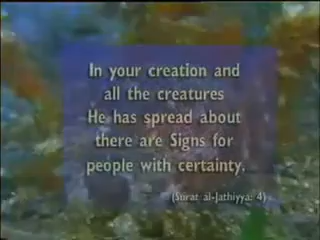 In your creation and
all the creatures
He has spread about
there are Signs for
people with certainty.
(Surat al-Jathiyya: 4)